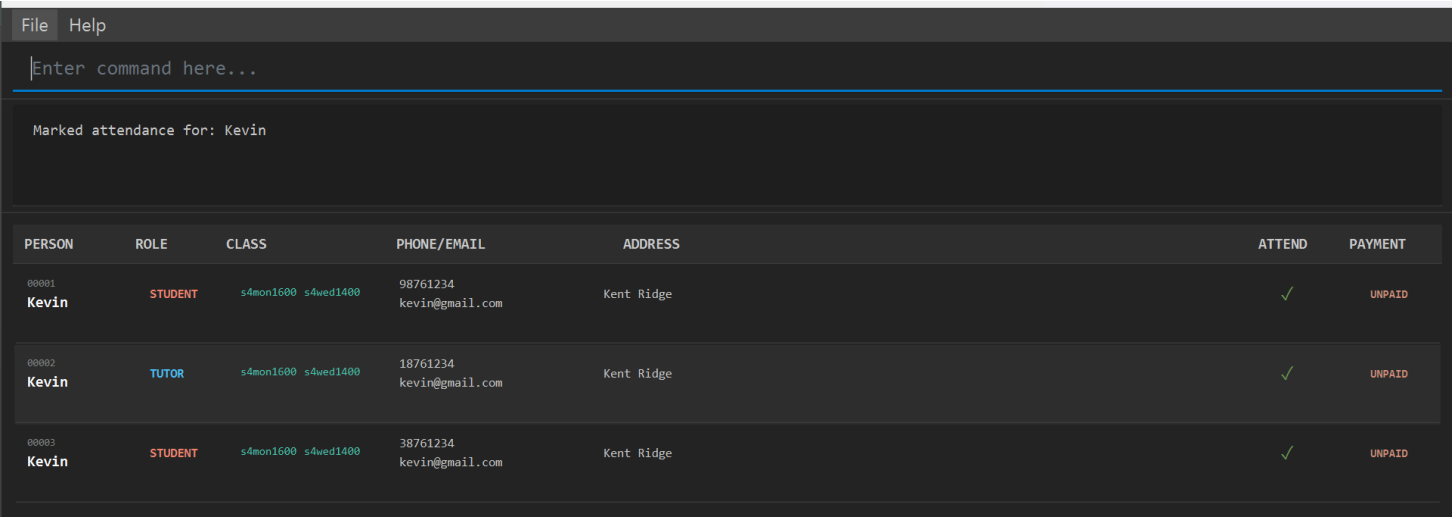 File Help
Enter command here...
Marked attendance for: Kevin
PERSON ROLE CLASS PHONE/EMAIL ADDRESS ATTEND PAYMENT
00001
Kevin STUDENT s4mon1600 s4wed1400 98761234 Kent Ridge ✓ UNPAID
kevin@gmail.com
00002
Kevin TUTOR s4mon1600 s4wed1400 18761234 Kent Ridge ✓ UNPAID
kevin@gmail.com
00003
Kevin STUDENT s4mon1600 s4wed1400 38761234 Kent Ridge ✓ UNPAID
kevin@gmail.com